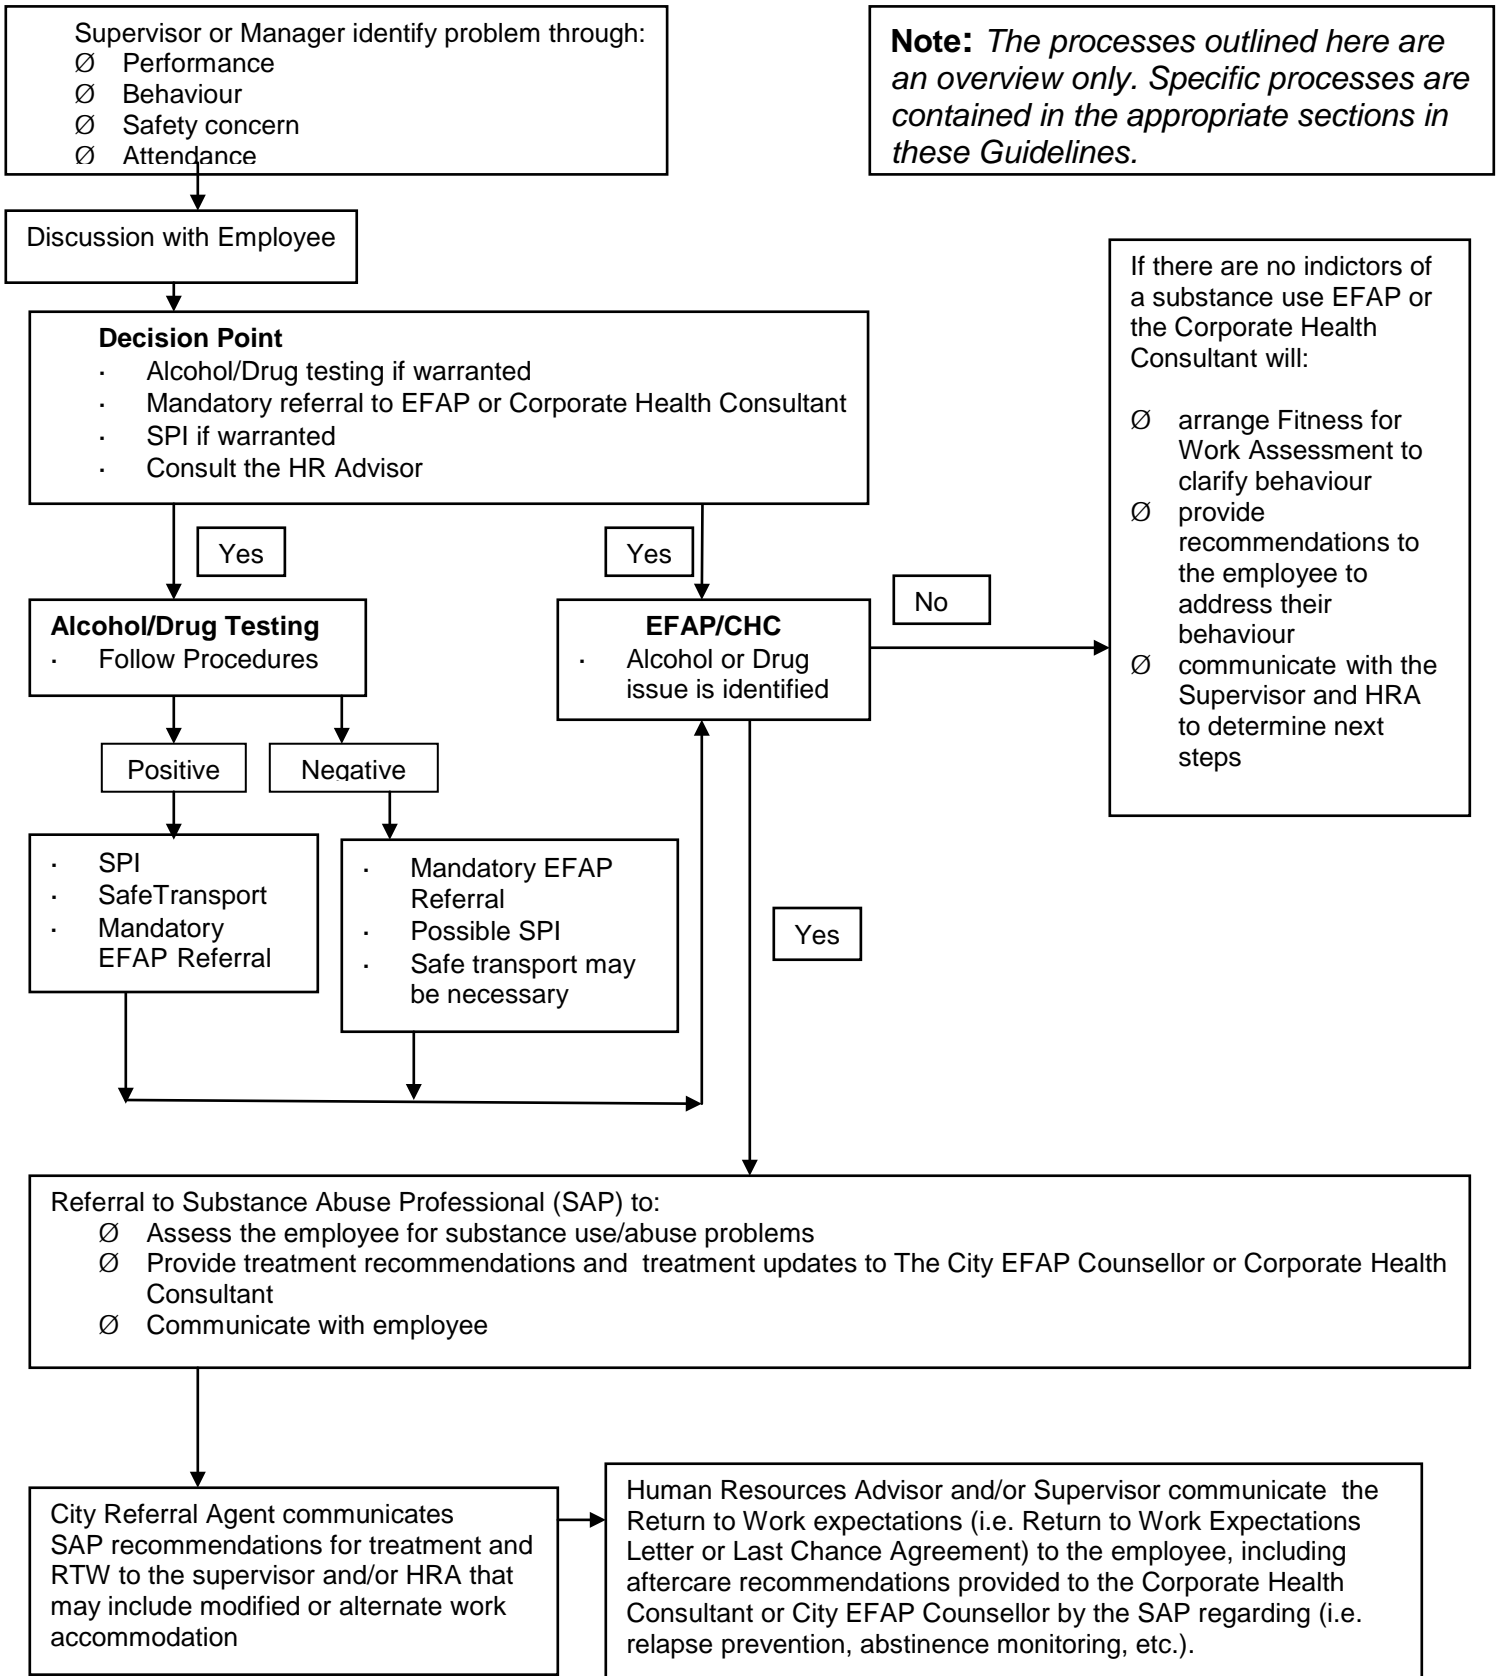 Supervisor or Manager identify problem through:
Ø Performance
Ø Behaviour
Ø Safety concern
Ø Attendance
Note: The processes outlined here are
an overview only. Specific processes are
contained in the appropriate sections in
these Guidelines.
Discussion with Employee
Decision Point
· Alcohol/Drug testing if warranted
· Mandatory referral to EFAP or Corporate Health Consultant
· SPI if warranted
· Consult the HR Advisor
If there are no indictors of
a substance use EFAP or
the Corporate Health
Consultant will:
Ø arrange Fitness for
Work Assessment to
clarify behaviour
Ø provide
recommendations to
the employee to
address their
behaviour
Ø communicate with the
Supervisor and HRA
to determine next
steps
Yes
Yes
No
Alcohol/Drug Testing
· Follow Procedures
EFAP/CHC
· Alcohol or Drug
issue is identified
Positive
Negative
· SPI
· SafeTransport
· Mandatory
EFAP Referral
· Mandatory EFAP
Referral
· Possible SPI
· Safe transport may
be necessary
Yes
Referral to Substance Abuse Professional (SAP) to:
Ø Assess the employee for substance use/abuse problems
Ø Provide treatment recommendations and treatment updates to The City EFAP Counsellor or Corporate Health
Consultant
Ø Communicate with employee
City Referral Agent communicates
SAP recommendations for treatment and
RTW to the supervisor and/or HRA that
may include modified or alternate work
accommodation
Human Resources Advisor and/or Supervisor communicate the
Return to Work expectations (i.e. Return to Work Expectations
Letter or Last Chance Agreement) to the employee, including
aftercare recommendations provided to the Corporate Health
Consultant or City EFAP Counsellor by the SAP regarding (i.e.
relapse prevention, abstinence monitoring, etc.).